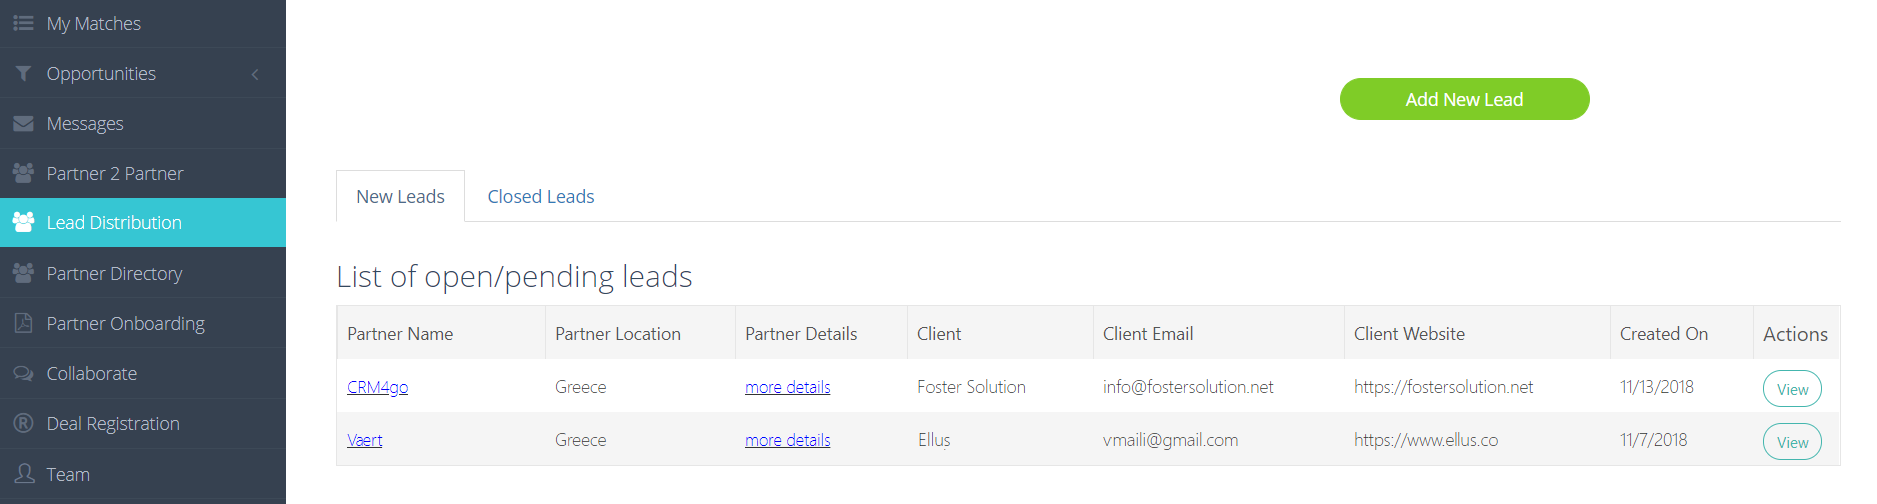 My Matches
Opportunities
Messages
Partner 2 Partner
Lead Distribution
Partner Directory
Partner Onboarding
Collaborate
Deal Registration
Team
Add New Lead
New Leads Closed Leads
List of open/pending leads
Partner Name Partner Location Partner Details Client Client Email Client Website Created On Actions
CRM4go Greece more details Foster Solution info@fostersolution.net https://fostersolution.net 11/13/2018 View
Vaert Greece more details Ellus vmaili@gmail.com https://www.ellus.co 11/7/2018 View